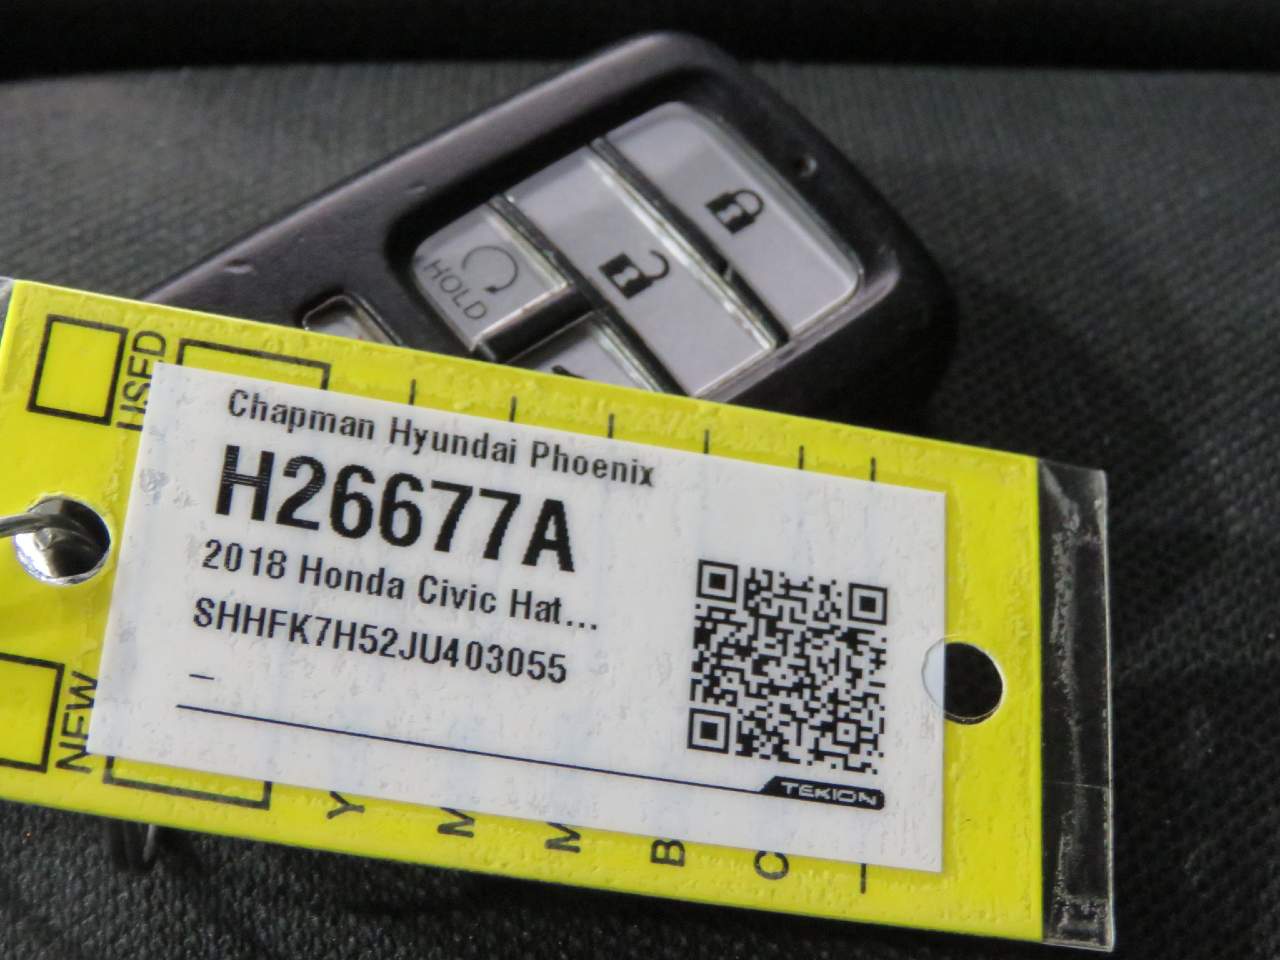 HOLD
USED
Chapman Hyundai Phoenix
H26677A
2018 Honda Civic Hat...
SHHFK7H52JU403055
_
TEKION
NEW
Y
M
M
B
C